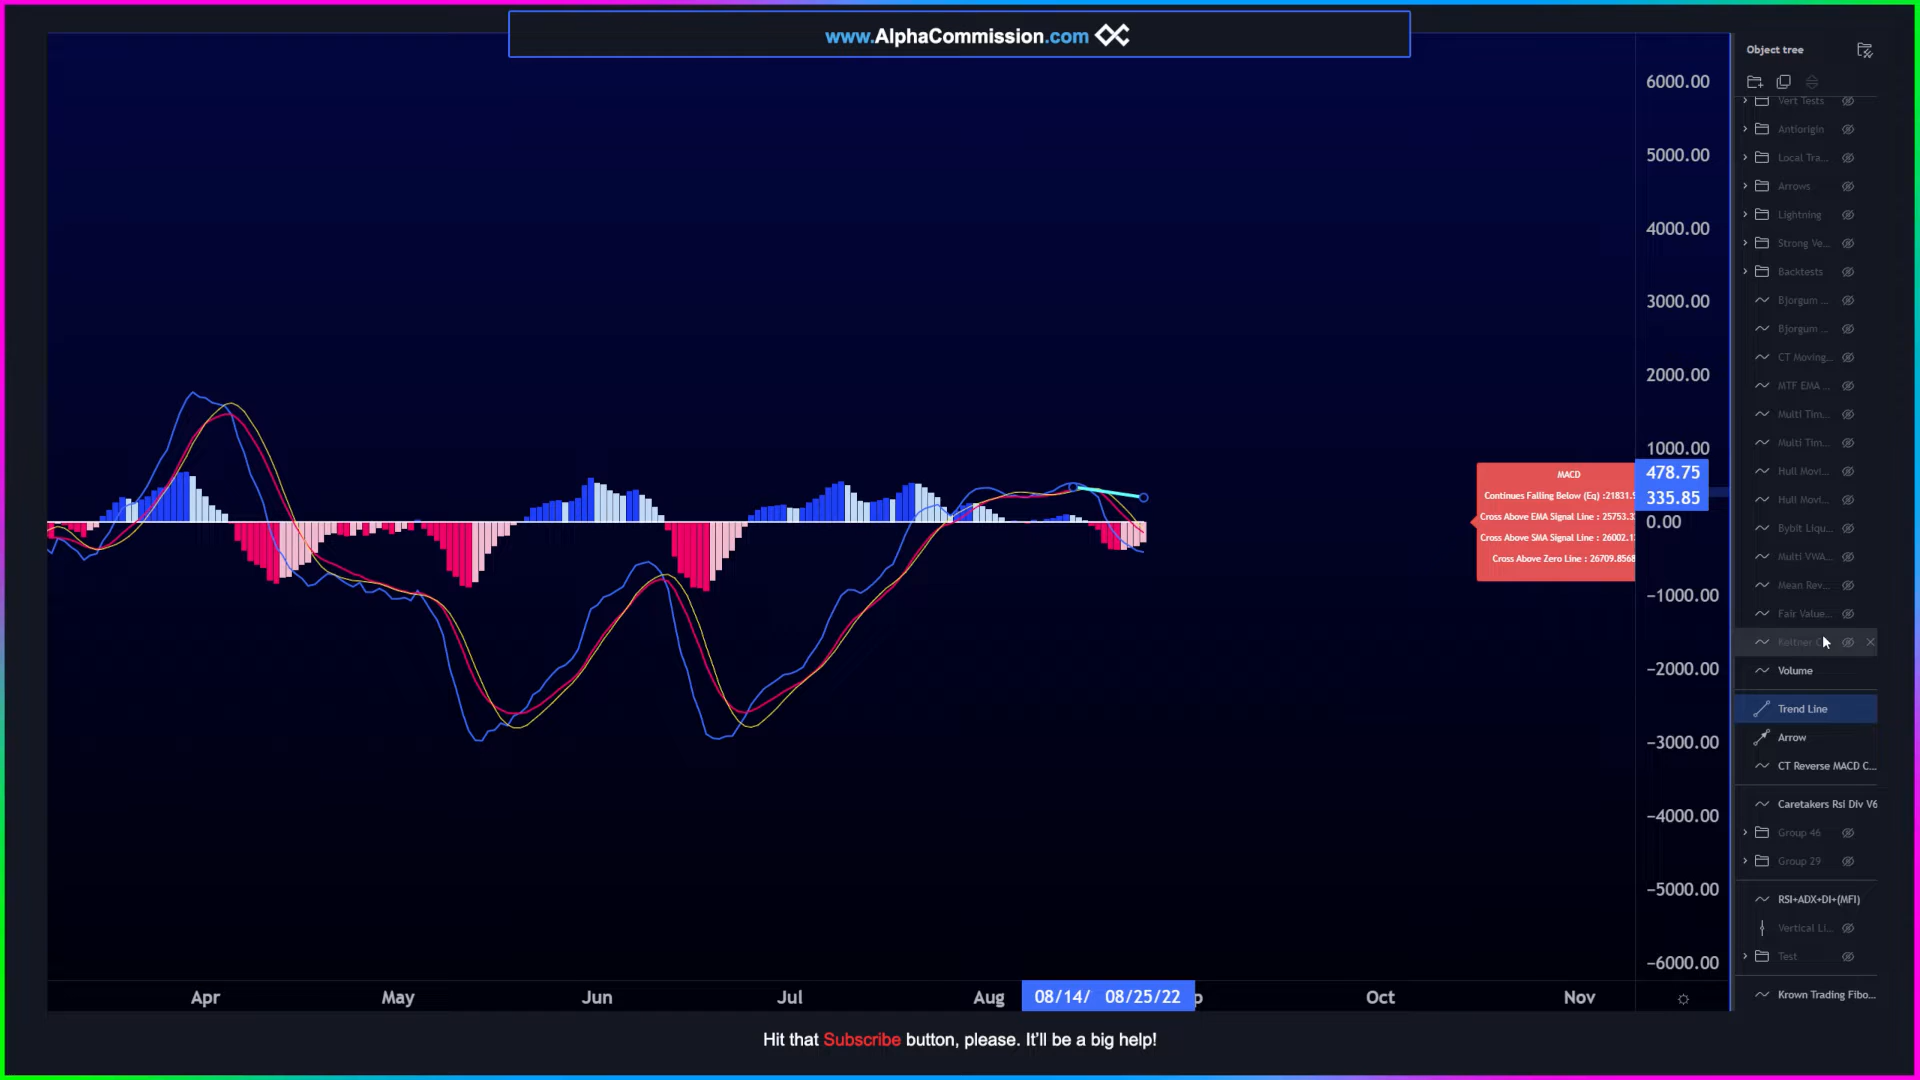 www.AlphaCommission.com
Object tree
6000.00
5000.00
4000.00
3000.00
2000.00
1000.00
478.75
335.85
0.00
-1000.00
-2000.00
-3000.00
-4000.00
-5000.00
-6000.00
MACD
Continues Falling Below (Eq) :21831.9
Cross Above EMA Signal Line : 25753.3
Cross Above SMA Signal Line : 26002.1
Cross Above Zero Line : 26709.8568
Vert Tests
Antiorigin
Local Tra...
Arrows
Lightning
Strong Ve...
Backtests
Bjorgum ...
Bjorgum ...
CT Moving...
MTF EMA ...
Multi Tim...
Multi Tim...
Hull Movi...
Hull Movi...
Bybit Liqu...
Multi VWA...
Mean Rev...
Fair Value...
Keltner
Volume
Trend Line
Arrow
CT Reverse MACD C...
Caretakers Rsi Div V6
Group 46
Group 29
RSI+ADX+DI+(MFI)
Vertical Li...
Test
Krown Trading Fibo...
Apr May Jun Jul Aug 08/14/ 08/25/22 p Oct Nov
Hit that Subscribe button, please. It'll be a big help!